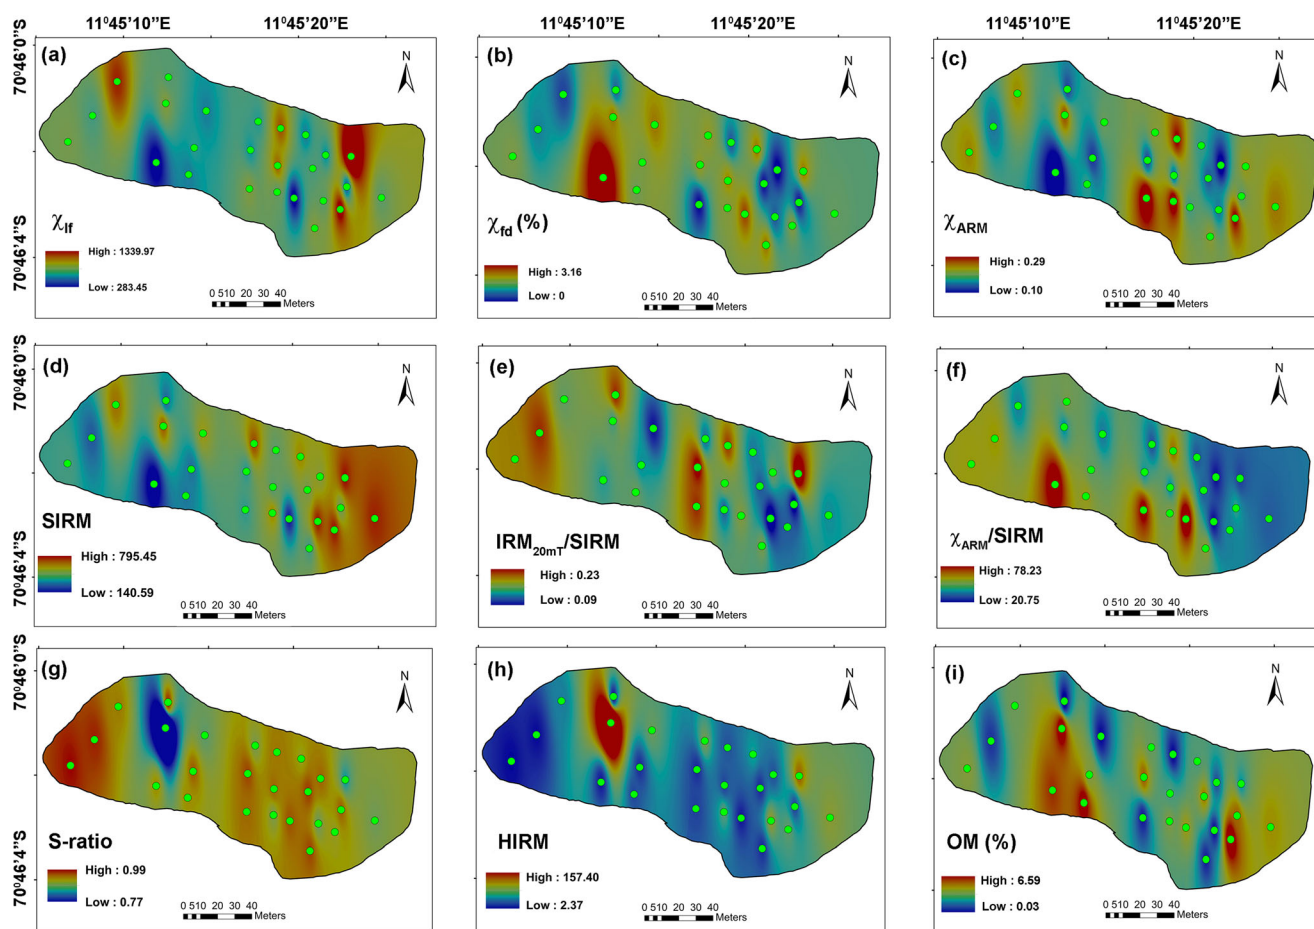 11⁰45’10”E 11⁰45’20”E 11⁰45’10”E 11⁰45’20”E 11⁰45’10”E 11⁰45’20”E
70⁰46’0”S
70⁰46’4”S
(a)
N
χlf
High : 1339.97
Low : 283.45
0 510 20 30 40
Meters
(b)
N
χfd (%)
High : 3.16
Low : 0
0 510 20 30 40
Meters
(c)
N
χARM
High : 0.29
Low : 0.10
0 510 20 30 40
Meters
70⁰46’0”S
70⁰46’4”S
(d)
N
SIRM
High : 795.45
Low : 140.59
0 510 20 30 40
Meters
(e)
N
IRM20mT/SIRM
High : 0.23
Low : 0.09
0 510 20 30 40
Meters
(f)
N
χARM/SIRM
High : 78.23
Low : 20.75
0 510 20 30 40
Meters
70⁰46’0”S
70⁰46’4”S
(g)
N
S-ratio
High : 0.99
Low : 0.77
0 510 20 30 40
Meters
(h)
N
HIRM
High : 157.40
Low : 2.37
0 510 20 30 40
Meters
(i)
N
OM (%)
High : 6.59
Low : 0.03
0 510 20 30 40
Meters